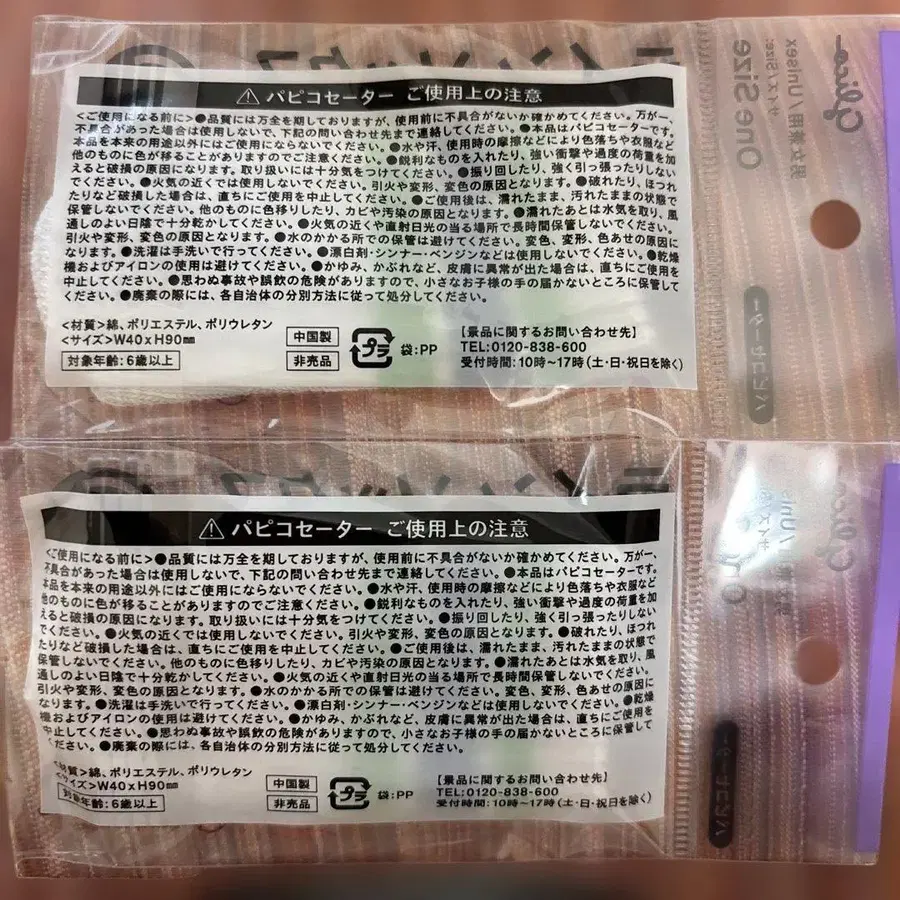 ⚠ パピコセーター ご使用上の注意
<ご使用になる前に>●品質には万全を期しておりますが、使用前に不具合がないか確かめてください。万が一、
不具合があった場合は使用しないで、下記の問い合わせ先まで連絡してください。●本品はパピコセーターです。
本品を本来の用途以外にはご使用にならないでください。●水や汗、使用時の摩擦などにより色落ちや衣服など
他のものに色が移ることがありますのでご注意ください。●鋭利なものを入れたり、強い衝撃や過度の荷重を加
えると破損の原因になります。取り扱いには十分気をつけてください。●振り回したり、強く引っ張ったりしない
でください。●火気の近くでは使用しないでください。引火や変形、変色の原因となります。●破れたり、ほつれ
たりなど破損した場合は、直ちにご使用を中止してください。●ご使用後は、濡れたまま、汚れたままの状態で
保管しないでください。他のものに色移りしたり、カビや汚染の原因となります。●濡れたあとは水気を取り、風
通しのよい日陰で十分乾かしてください。●火気の近くや直射日光の当る場所で長時間保管しないでください。
引火や変形、変色の原因となります。●水のかかる所での保管は避けてください。変色、変形、色あせの原因に
なります。●洗濯は手洗いで行ってください。●漂白剤・シンナー・ベンジンなどは使用しないでください。●乾燥
機およびアイロンの使用は避けてください。●かゆみ、かぶれなど、皮膚に異常が出た場合は、直ちにご使用を
中止してください。●思わぬ事故や誤飲の危険がありますので、小さなお子様の手の届かないところに保管して
ください。●廃棄の際には、各自治体の分別方法に従って処分してください。
<材質>綿、ポリエステル、ポリウレタン
<サイズ>W40×H90mm
対象年齢:6歳以上
中国製
非売品
プラ 袋:PP
【景品に関するお問い合わせ先】
TEL:0120-838-600
受付時間:10時〜17時(土・日・祝日を除く)
Glico
男女兼用/Unisex
サイズ/Size:
One Size
パピコセーター
⚠ パピコセーター ご使用上の注意
<ご使用になる前に>●品質には万全を期しておりますが、使用前に不具合がないか確かめてください。万が一、
不具合があった場合は使用しないで、下記の問い合わせ先まで連絡してください。●本品はパピコセーターです。
本品を本来の用途以外にはご使用にならないでください。●水や汗、使用時の摩擦などにより色落ちや衣服など
他のものに色が移ることがありますのでご注意ください。●鋭利なものを入れたり、強い衝撃や過度の荷重を加
えると破損の原因になります。取り扱いには十分気をつけてください。●振り回したり、強く引っ張ったりしない
でください。●火気の近くでは使用しないでください。引火や変形、変色の原因となります。●破れたり、ほつれ
たりなど破損した場合は、直ちにご使用を中止してください。●ご使用後は、濡れたまま、汚れたままの状態で
保管しないでください。他のものに色移りしたり、カビや汚染の原因となります。●濡れたあとは水気を取り、風
通しのよい日陰で十分乾かしてください。●火気の近くや直射日光の当る場所で長時間保管しないでください。
引火や変形、変色の原因となります。●水のかかる所での保管は避けてください。変色、変形、色あせの原因に
なります。●洗濯は手洗いで行ってください。●漂白剤・シンナー・ベンジンなどは使用しないでください。●乾燥
機およびアイロンの使用は避けてください。●かゆみ、かぶれなど、皮膚に異常が出た場合は、直ちにご使用を
中止してください。●思わぬ事故や誤飲の危険がありますので、小さなお子様の手の届かないところに保管して
ください。●廃棄の際には、各自治体の分別方法に従って処分してください。
<材質>綿、ポリエステル、ポリウレタン
<サイズ>W40×H90mm
対象年齢:6歳以上
中国製
非売品
プラ 袋:PP
【景品に関するお問い合わせ先】
TEL:0120-838-600
受付時間:10時〜17時(土・日・祝日を除く)
Glico
パピコセーター